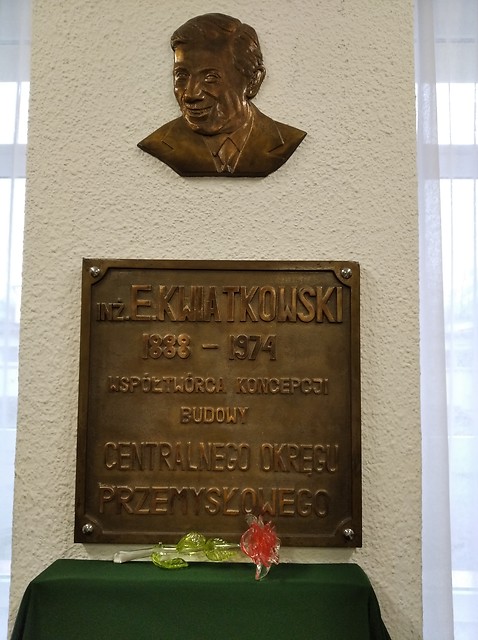 INŻ. E.KWIATKOWSKI
1888 – 1974
WSPÓŁTWÓRCA KONCEPCJI
BUDOWY
CENTRALNEGO OKRĘGU
PRZEMYSŁOWEGO